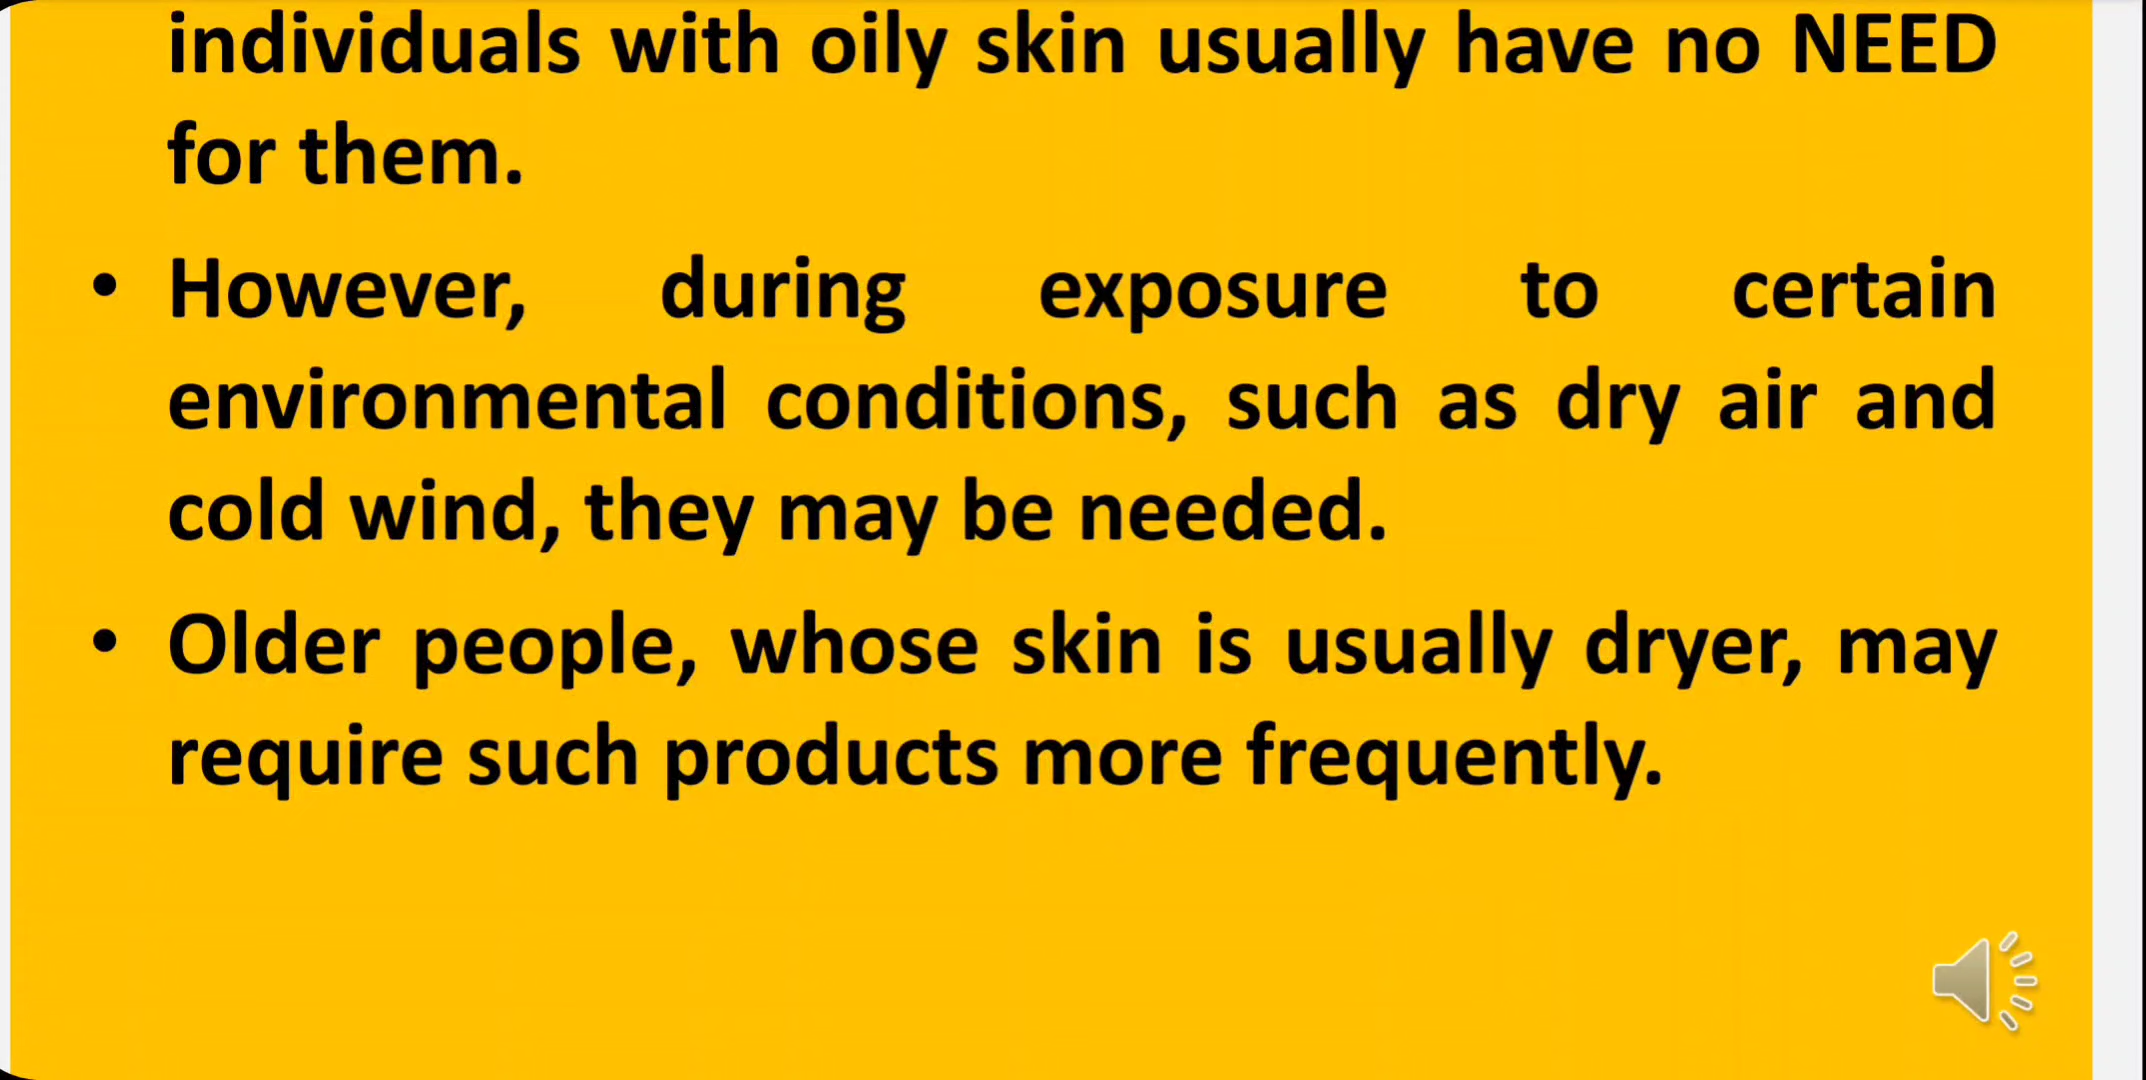 individuals with oily skin usually have no NEED
for them.
• However, during exposure to certain
environmental conditions, such as dry air and
cold wind, they may be needed.
• Older people, whose skin is usually dryer, may
require such products more frequently.